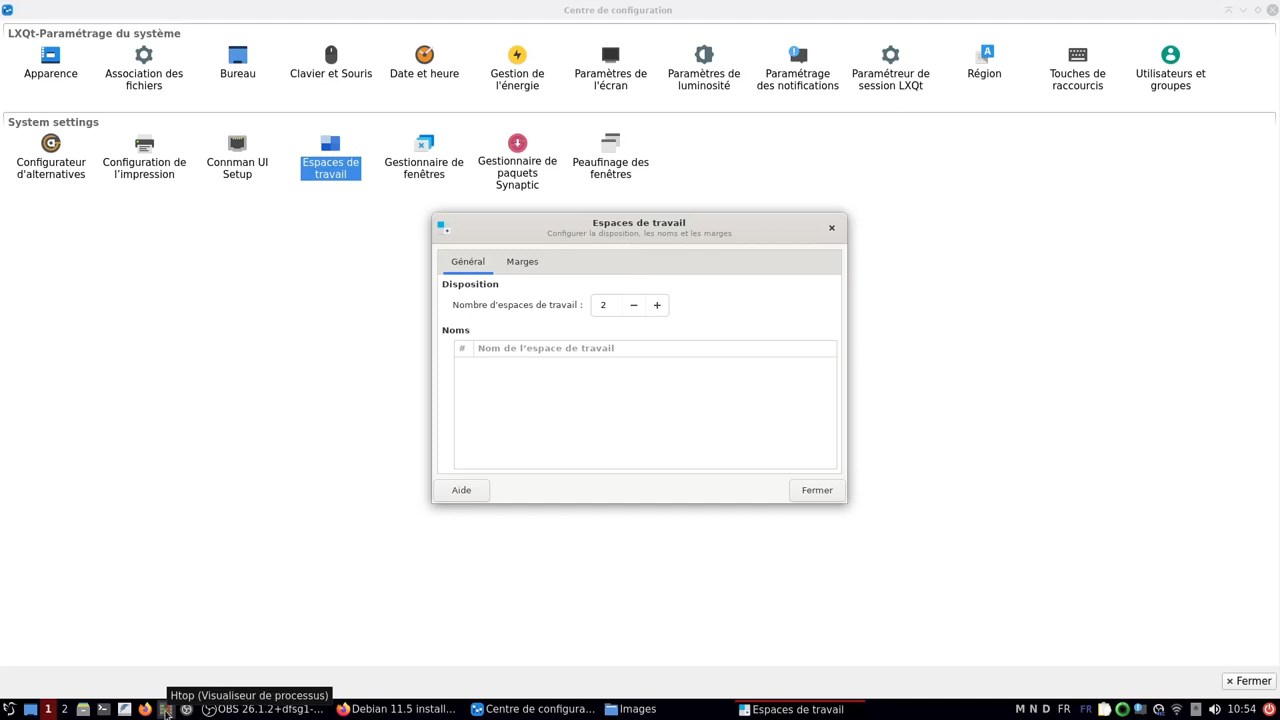 Centre de configuration
LXQt-Paramétrage du système
Apparence
Association des
fichiers
Bureau
Clavier et Souris
Date et heure
Gestion de
l'énergie
Paramètres de
l'écran
Paramètres de
luminosité
Paramétrage
des notifications
Paramétreur de
session LXQt
Région
Touches de
raccourcis
Utilisateurs et
groupes
System settings
Configurateur
d'alternatives
Configuration de
l’impression
Connman UI
Setup
Espaces de
travail
Gestionnaire de
fenêtres
Gestionnaire de
paquets
Synaptic
Peaufinage des
fenêtres
Espaces de travail
Configurer la disposition, les noms et les marges
Général Marges
Disposition
Nombre d’espaces de travail : 2
Noms
# Nom de l’espace de travail
Aide Fermer
Fermer
Htop (Visualiseur de processus)
1 2 OBS 26.1.2+dfsg1-... Debian 11.5 install... Centre de configura... Images Espaces de travail M N D FR FR 10:54